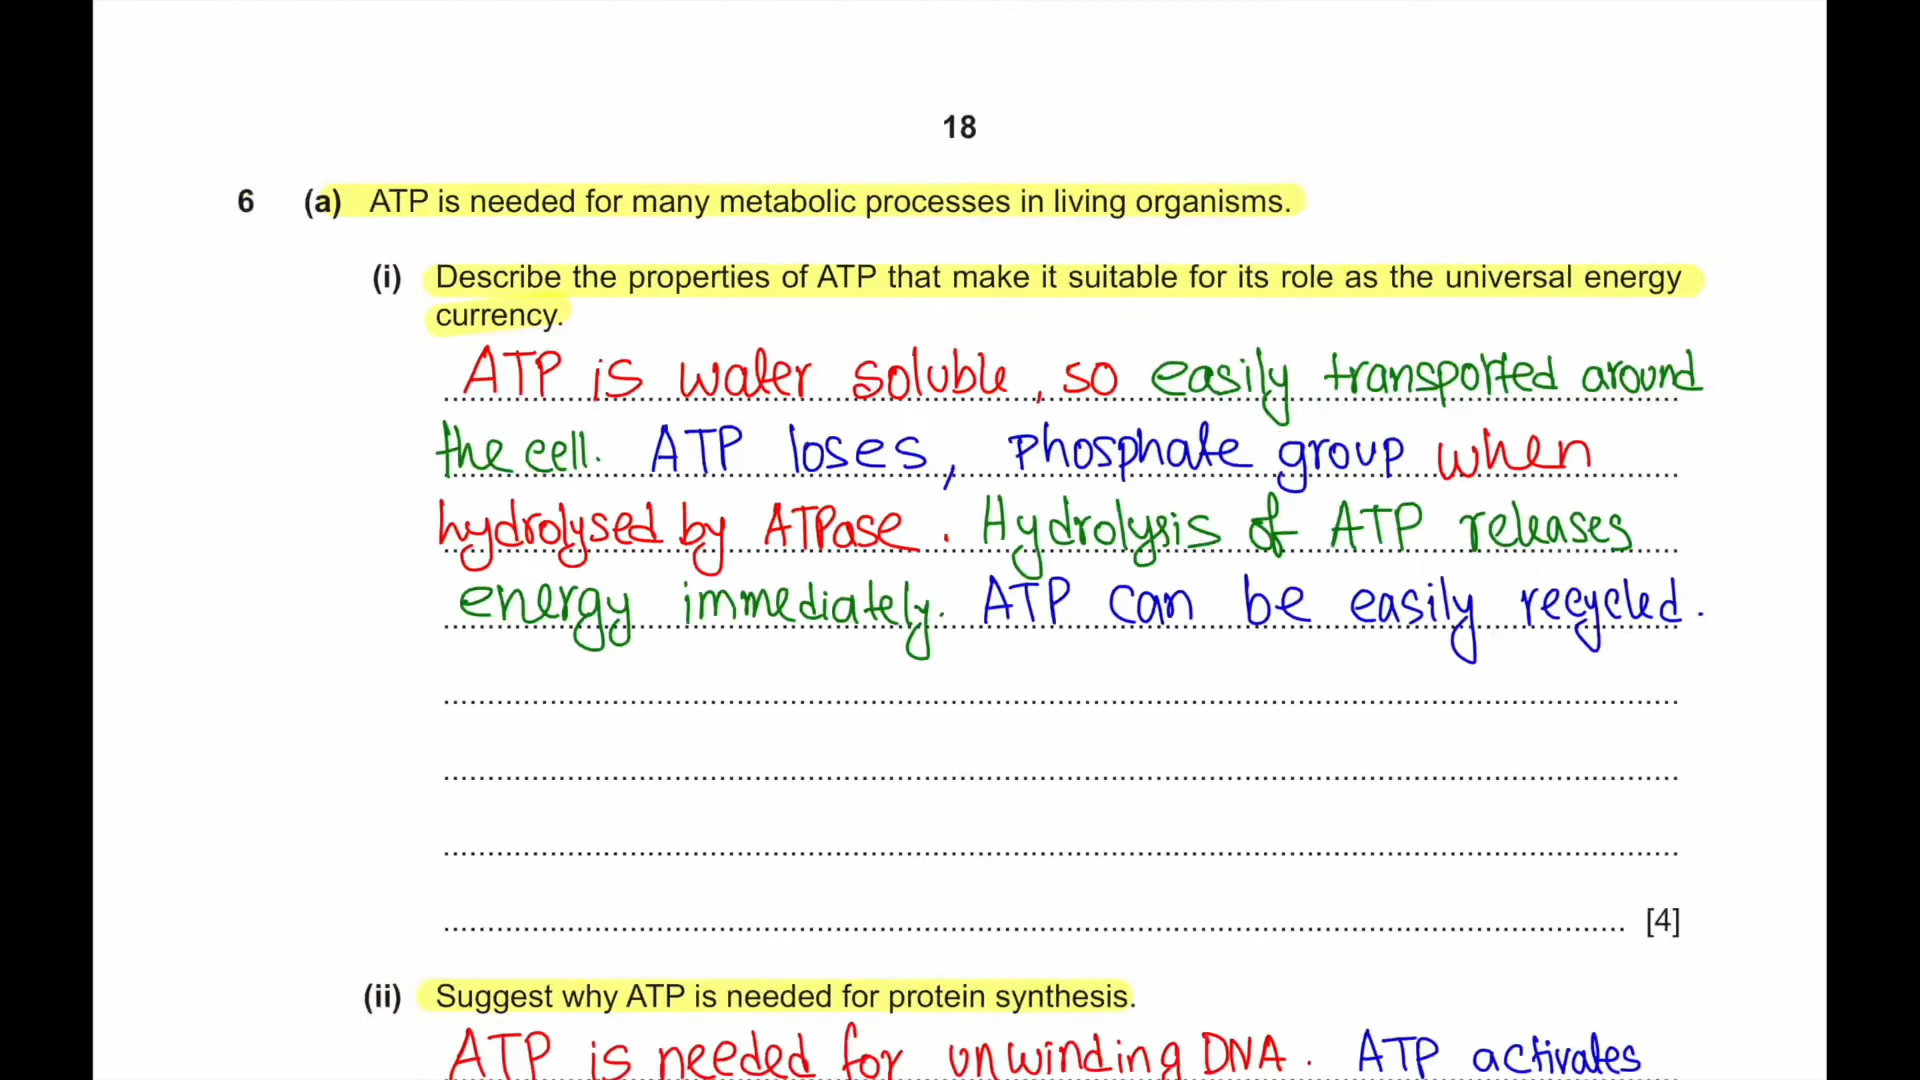 18
6 (a) ATP is needed for many metabolic processes in living organisms.
(i) Describe the properties of ATP that make it suitable for its role as the universal energy
currency.
ATP is water soluble, so easily transported around
the cell. ATP loses, phosphate group when
hydrolysed by ATPase. Hydrolysis of ATP releases
energy immediately. ATP can be easily recycled.
[4]
(ii) Suggest why ATP is needed for protein synthesis.
ATP is needed for unwinding DNA. ATP activates